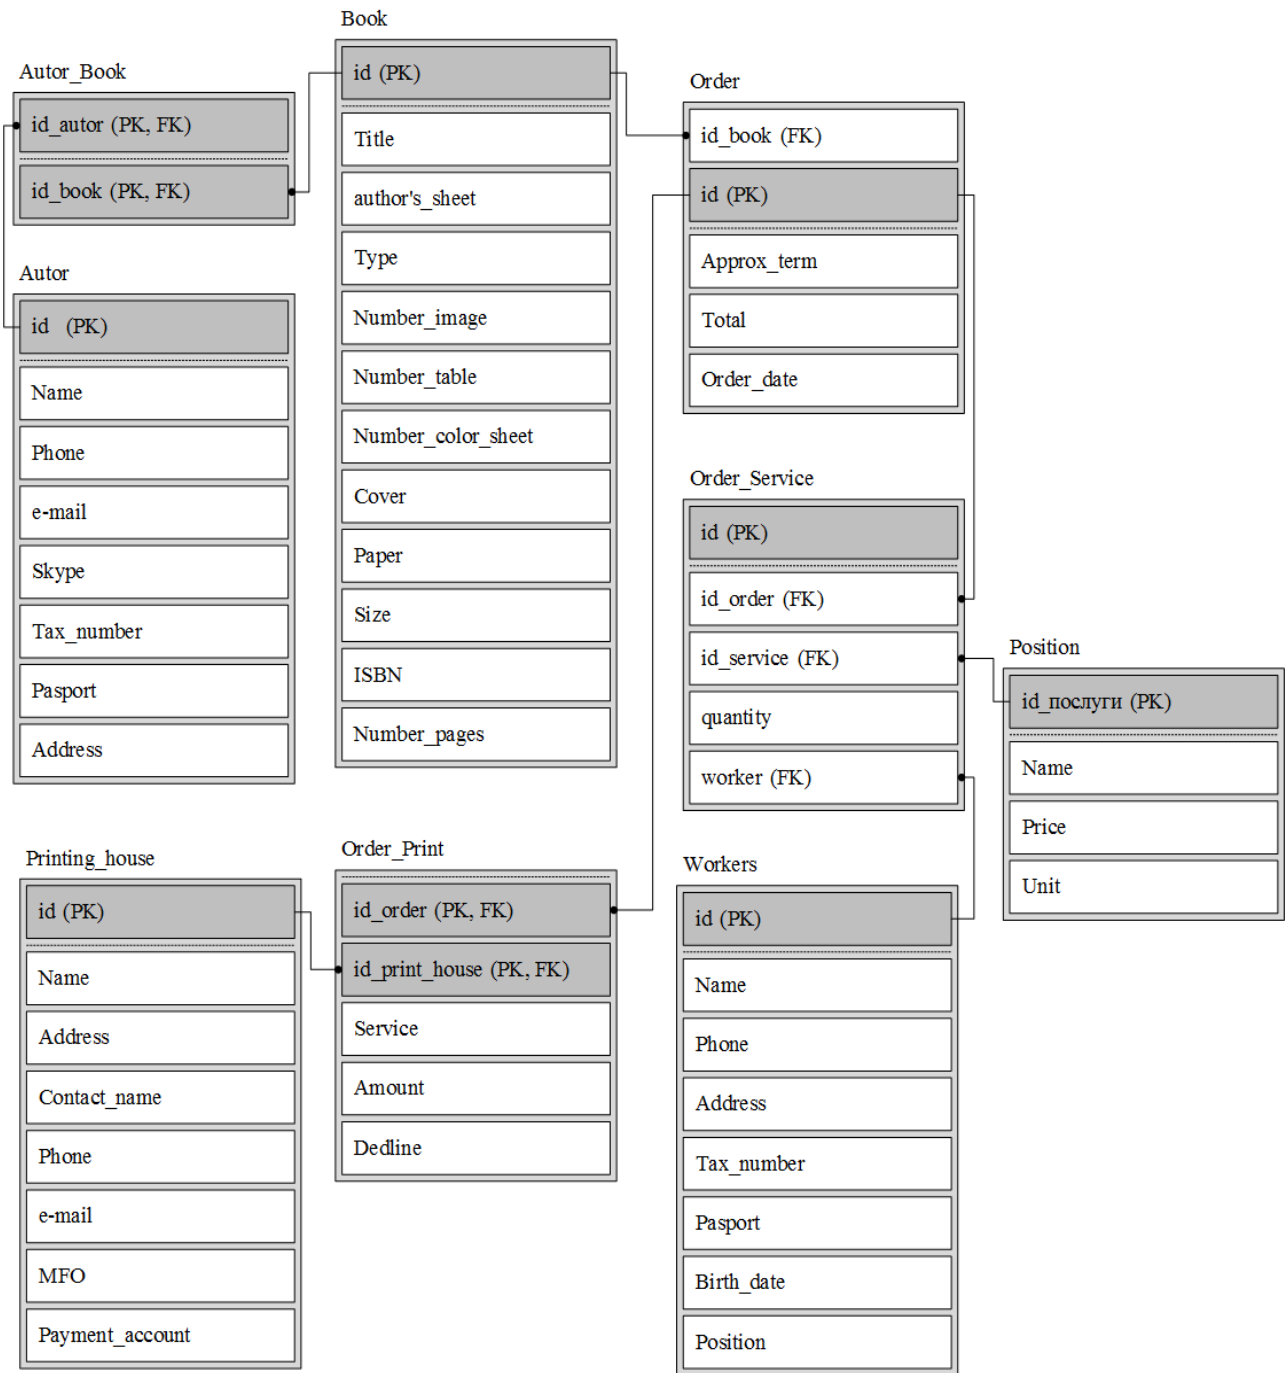 Autor_Book
id_autor (PK, FK)
id_book (PK, FK)
Autor
id (PK)
Name
Phone
e-mail
Skype
Tax_number
Pasport
Address
Book
id (PK)
Title
author's_sheet
Type
Number_image
Number_table
Number_color_sheet
Cover
Paper
Size
ISBN
Number_pages
Order
id_book (FK)
id (PK)
Approx_term
Total
Order_date
Order_Service
id (PK)
id_order (FK)
id_service (FK)
quantity
worker (FK)
Position
id_послуги (PK)
Name
Price
Unit
Printing_house
id (PK)
Name
Address
Contact_name
Phone
e-mail
MFO
Payment_account
Order_Print
id_order (PK, FK)
id_print_house (PK, FK)
Service
Amount
Dedline
Workers
id (PK)
Name
Phone
Address
Tax_number
Pasport
Birth_date
Position